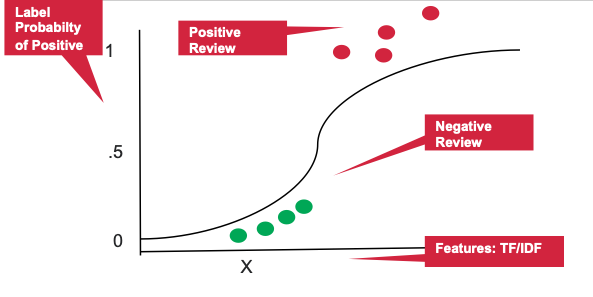 Label
Probabilty
of Positive
Positive
Review
1
Negative
Review
.5
0
Features: TF/IDF
X